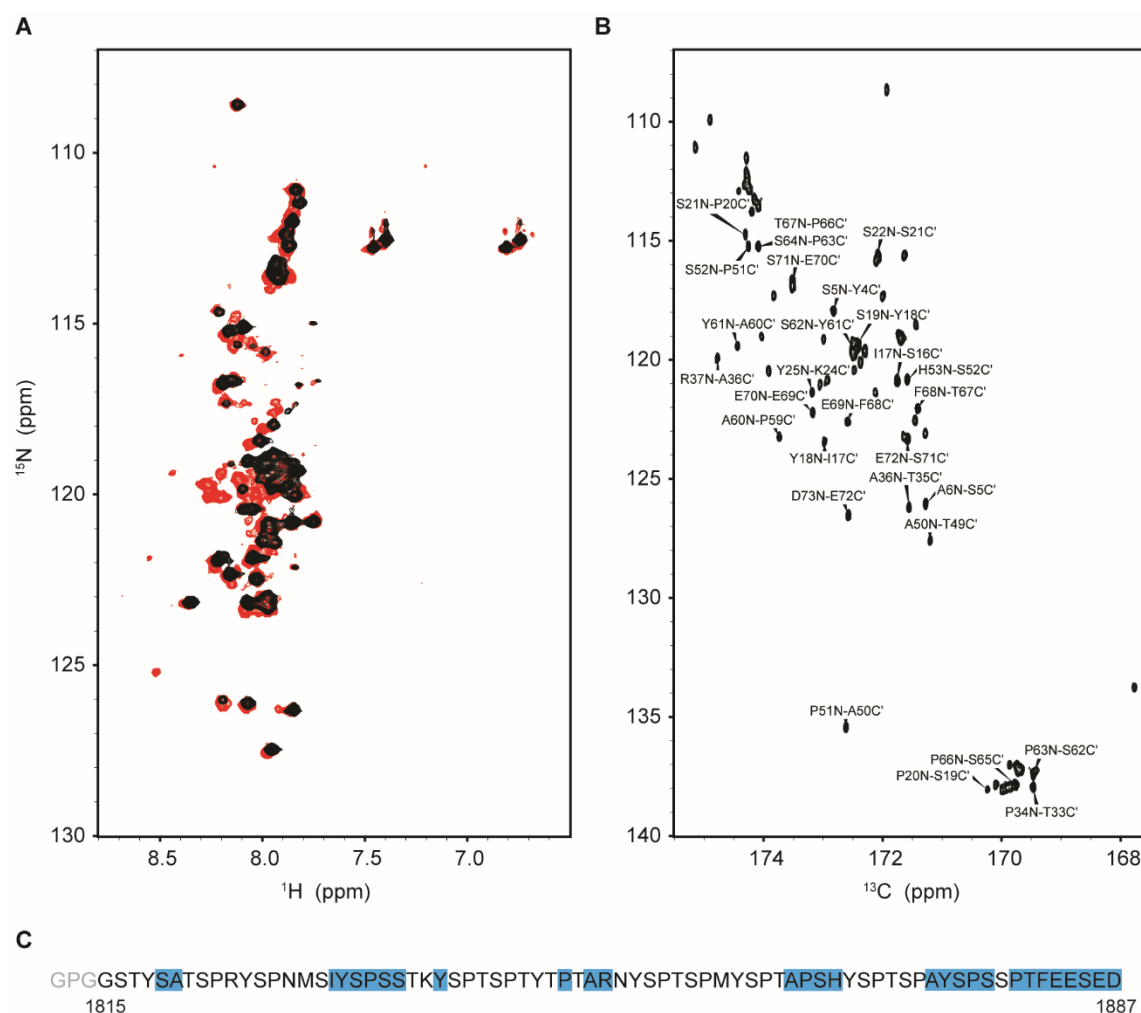 A
B
110
115
120
125
130
¹⁵N (ppm)
8.5
8.0
7.5
7.0
¹H (ppm)
110
115
120
125
130
135
140
174
172
170
168
¹³C (ppm)
S21N-P20C'
T67N-P66C'
S64N-P63C'
S22N-S21C'
S52N-P51C'
S71N-E70C'
S5N-Y4C'
Y61N-A60C'
S62N-Y61C'
S19N-Y18C'
I17N-S16C'
R37N-A36C'
Y25N-K24C'
H53N-S52C'
E70N-E69C'
F68N-T67C'
A60N-P59C'
E69N-F68C'
Y18N-I17C'
E72N-S71C'
A36N-T35C'
D73N-E72C'
A6N-S5C'
A50N-T49C'
P51N-A50C'
P66N-S65C'
P63N-S62C'
P20N-S19C'
P34N-T33C'
C
GPGGSTYSATSPRYSPNMSIYSPSSTKYSPTSPTYTPTARNYSPTSPMYSPTAPSHYSPTSPAYSPSSPTFEESED
1815
1887